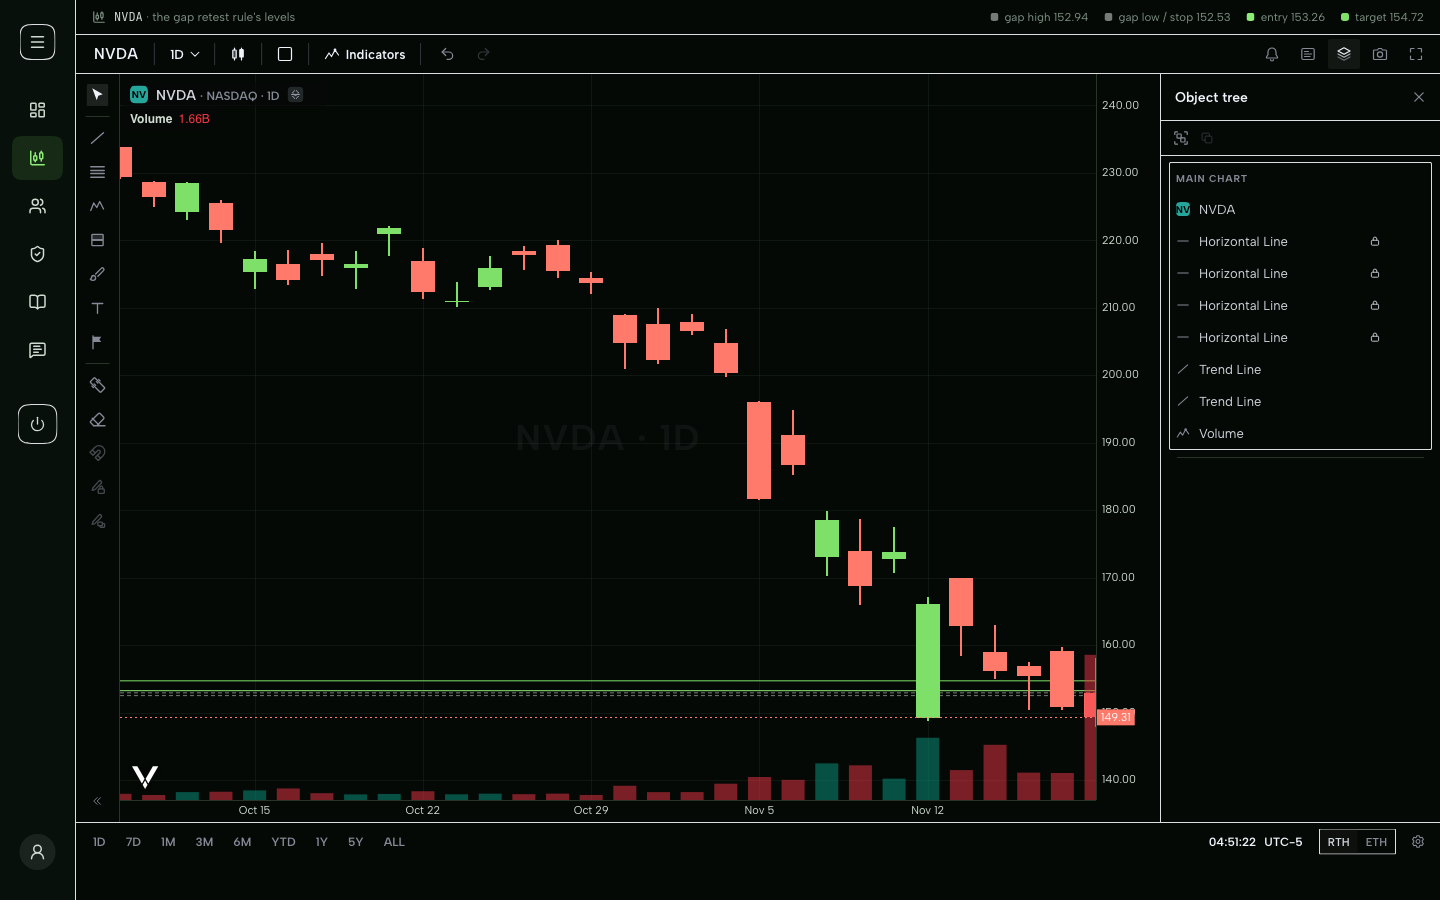 NVDA · the gap retest rule's levels
gap high 152.94
gap low / stop 152.53
entry 153.26
target 154.72
NVDA
1D
Indicators
NV
NVDA · NASDAQ · 1D
Volume 1.66B
NVDA · 1D
240.00
230.00
220.00
210.00
200.00
190.00
180.00
170.00
160.00
149.31
140.00
Oct 15
Oct 22
Oct 29
Nov 5
Nov 12
Object tree
MAIN CHART
NV NVDA
Horizontal Line
Horizontal Line
Horizontal Line
Horizontal Line
Trend Line
Trend Line
Volume
1D 7D 1M 3M 6M YTD 1Y 5Y ALL
04:51:22 UTC-5
RTH ETH